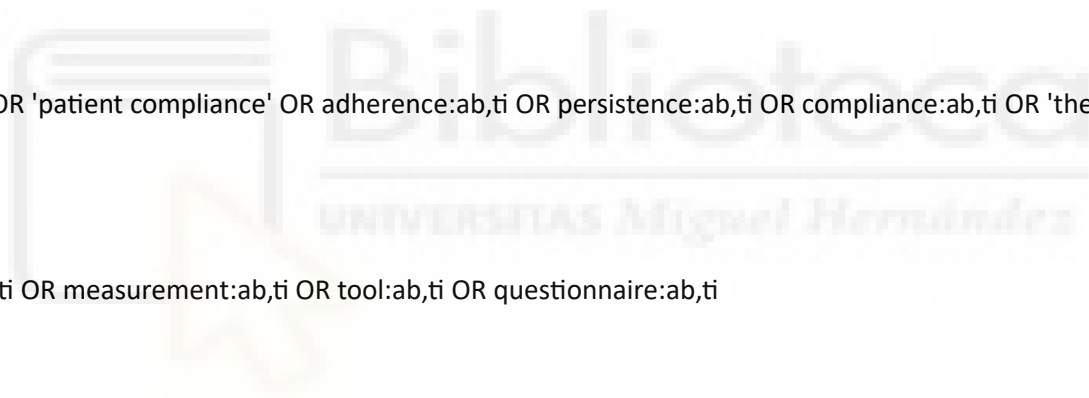 Biblioteca
OR 'patient compliance' OR adherence:ab,ti OR persistence:ab,ti OR compliance:ab,ti OR 'the
UNIVERSITAS Miguel Hernández
ti OR measurement:ab,ti OR tool:ab,ti OR questionnaire:ab,ti